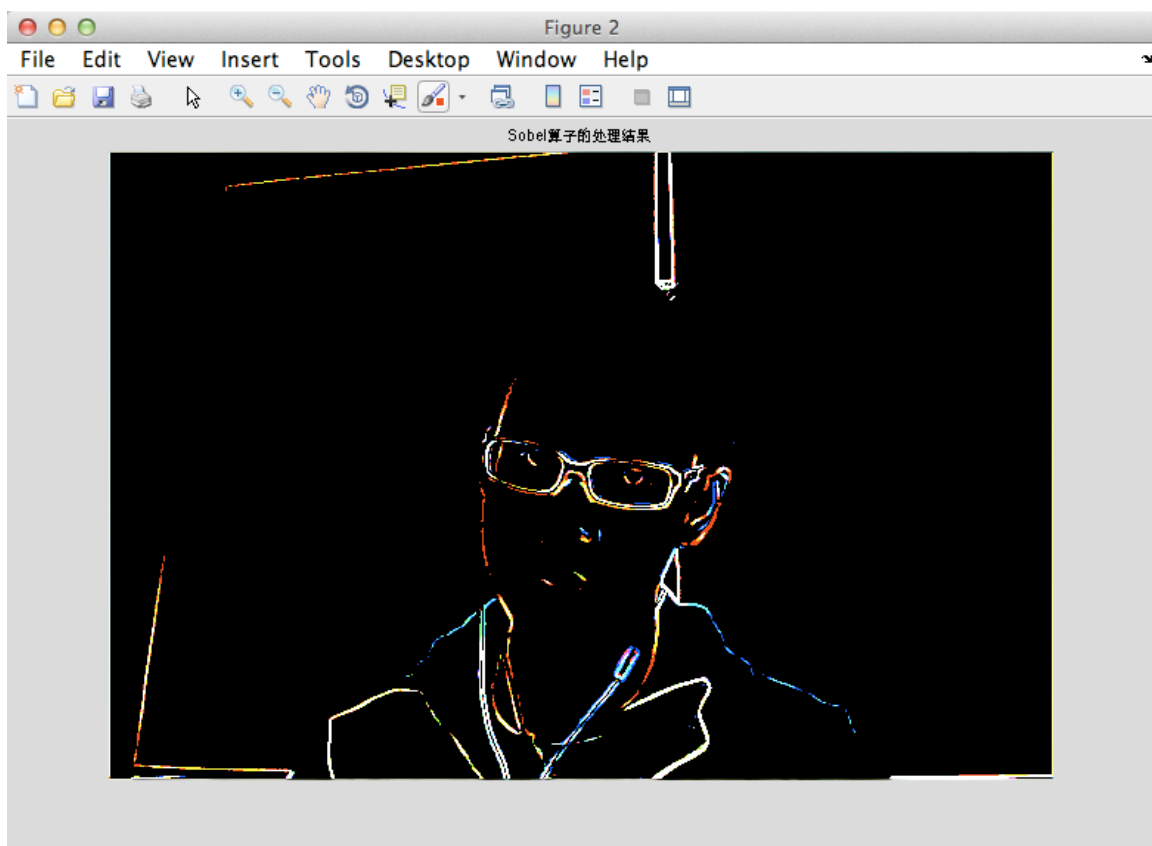 Figure 2
File Edit View Insert Tools Desktop Window Help
Sobel算子的处理结果